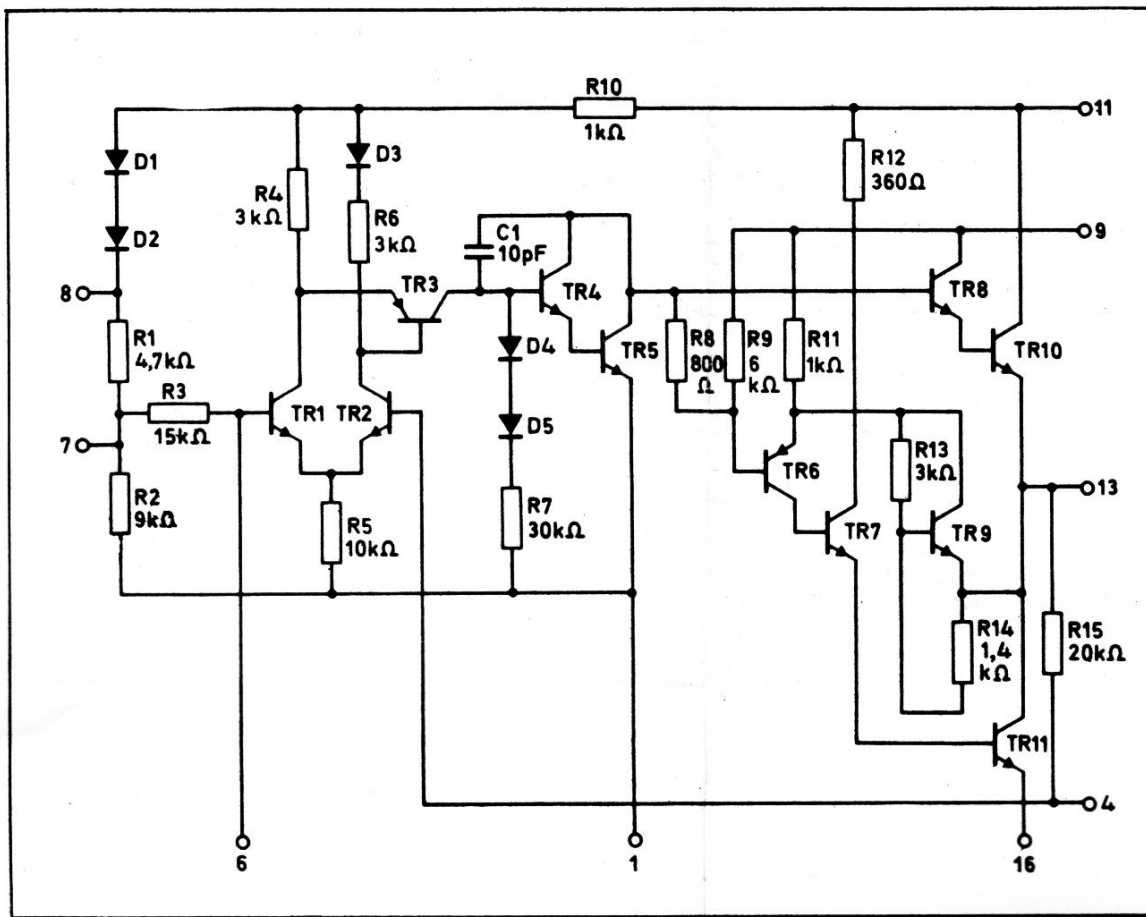 R10
1kΩ
11
D1
D3
R12
360Ω
R4
3kΩ
D2
R6
3kΩ
C1
10pF
9
8
TR3
TR4
TR8
R1
4,7kΩ
D4
TR5
R8
800
Ω
R9
6
kΩ
R11
1kΩ
TR10
R3
15kΩ
TR1
TR2
D5
7
R13
3kΩ
TR6
13
R2
9kΩ
R5
10kΩ
R7
30kΩ
TR7
TR9
R14
1,4
kΩ
R15
20kΩ
TR11
4
6
1
16